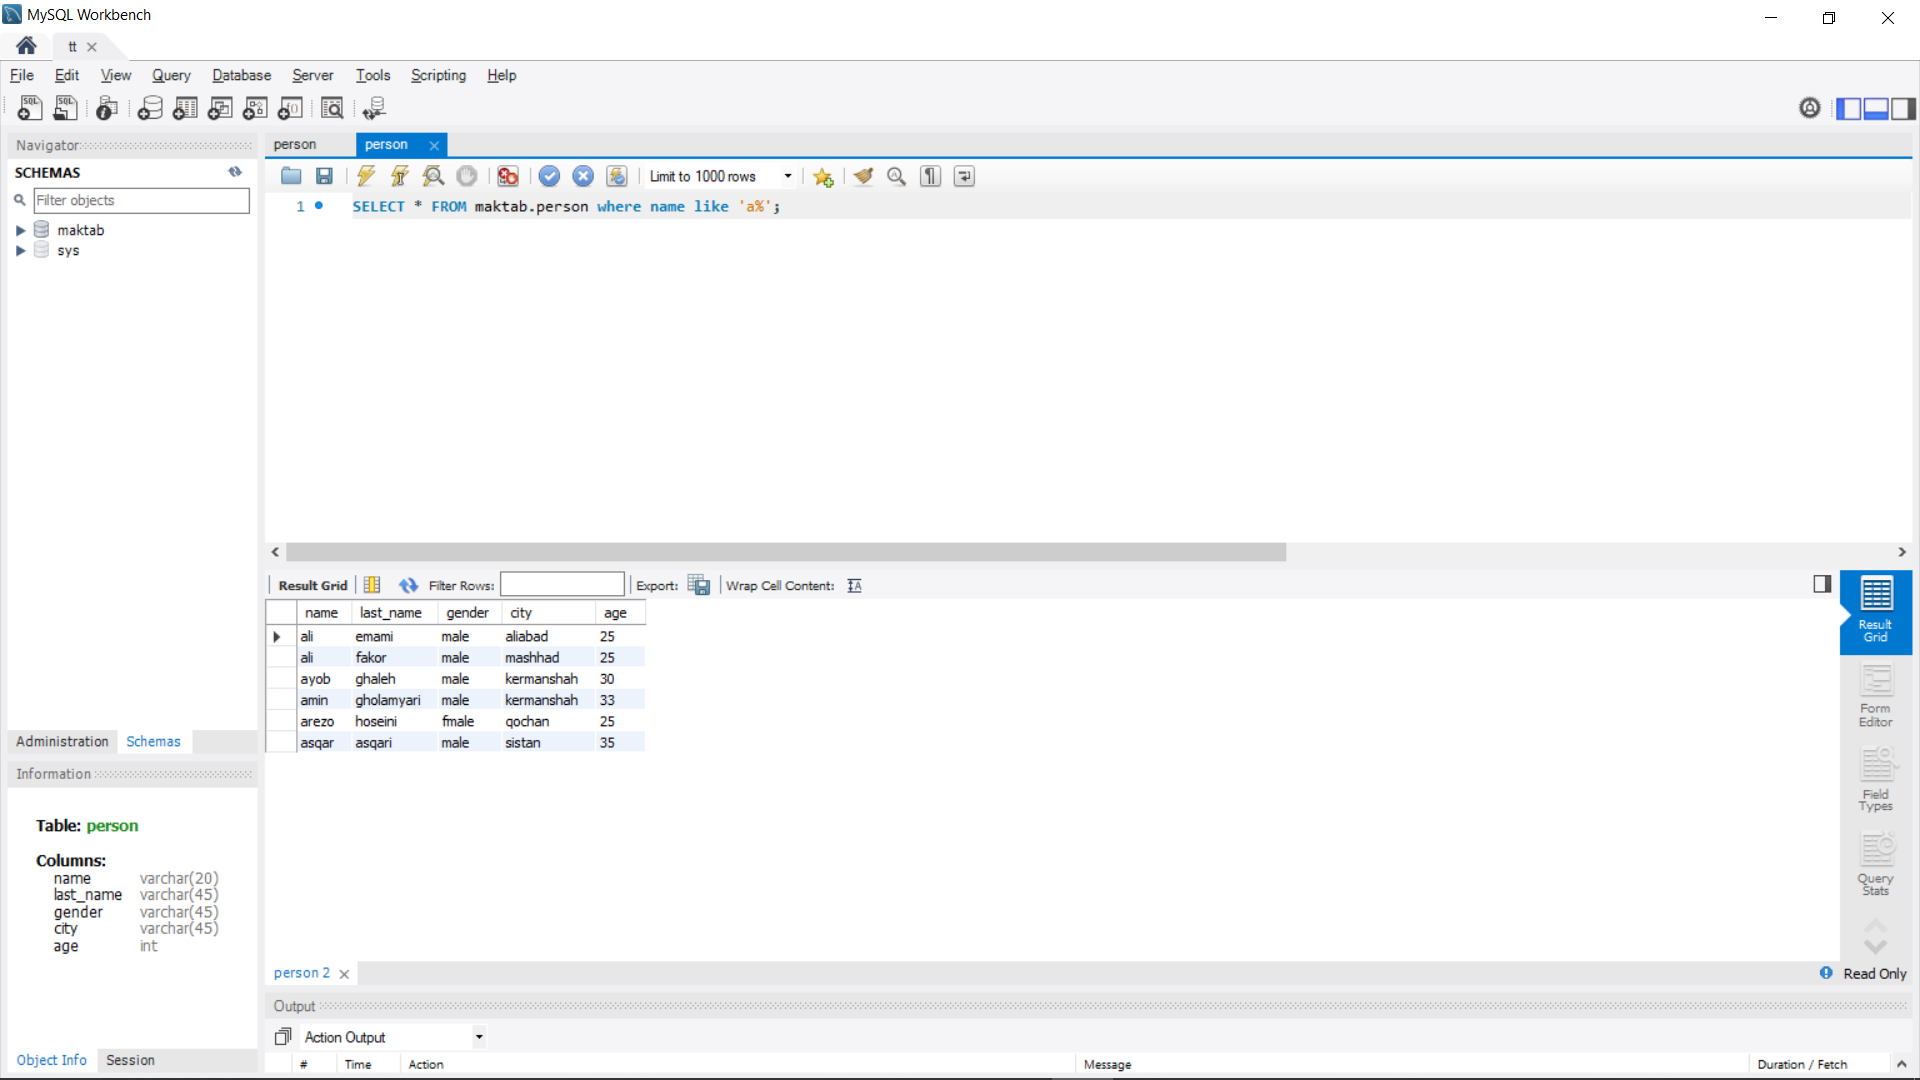 MySQL Workbench
tt
File Edit View Query Database Server Tools Scripting Help
Navigator
SCHEMAS
Filter objects
maktab
sys
Administration Schemas
Information
Table: person
Columns:
name varchar(20)
last_name varchar(45)
gender varchar(45)
city varchar(45)
age int
Object Info Session
person person
Limit to 1000 rows
1 SELECT * FROM maktab.person where name like 'a%';
Result Grid Filter Rows: Export: Wrap Cell Content:
name last_name gender city age
ali emami male aliabad 25
ali fakor male mashhad 25
ayob ghaleh male kermanshah 30
amin gholamyari male kermanshah 33
arezo hoseini fmale qochan 25
asqar asqari male sistan 35
Result
Grid
Form
Editor
Field
Types
Query
Stats
person 2
Read Only
Output
Action Output
# Time Action Message Duration / Fetch